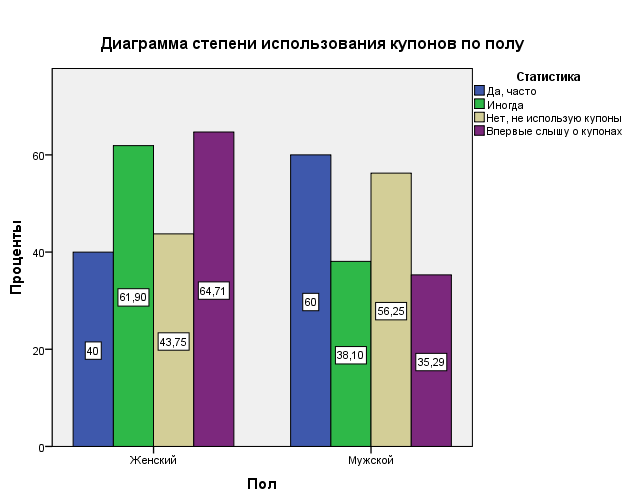 Диаграмма степени использования купонов по полу
Статистика
Да, часто
Иногда
Нет, не использую купоны
Впервые слышу о купонах
Проценты
60
40
20
0
40
61,90
43,75
64,71
60
38,10
56,25
35,29
Женский
Мужской
Пол